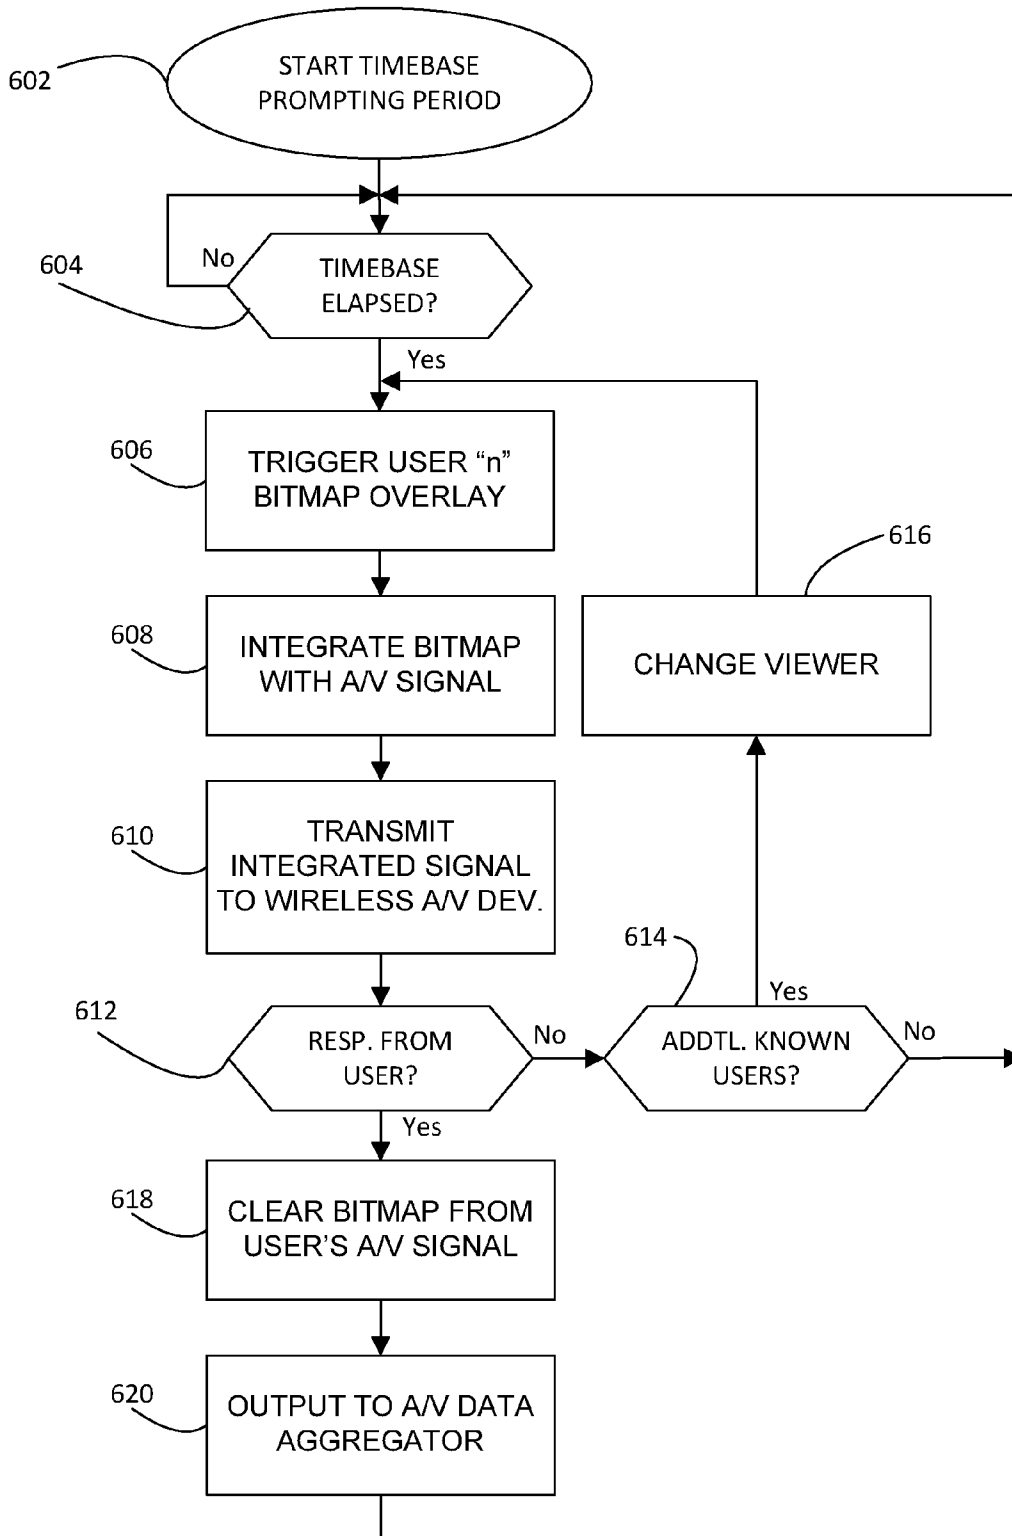 602
START TIMEBASE
PROMPTING PERIOD
604
No
TIMEBASE
ELAPSED?
Yes
606
TRIGGER USER “n”
BITMAP OVERLAY
616
608
INTEGRATE BITMAP
WITH A/V SIGNAL
CHANGE VIEWER
610
TRANSMIT
INTEGRATED SIGNAL
TO WIRELESS A/V DEV.
614
612
RESP. FROM
USER?
No
Yes
ADDTL. KNOWN
USERS?
No
Yes
618
CLEAR BITMAP FROM
USER’S A/V SIGNAL
620
OUTPUT TO A/V DATA
AGGREGATOR